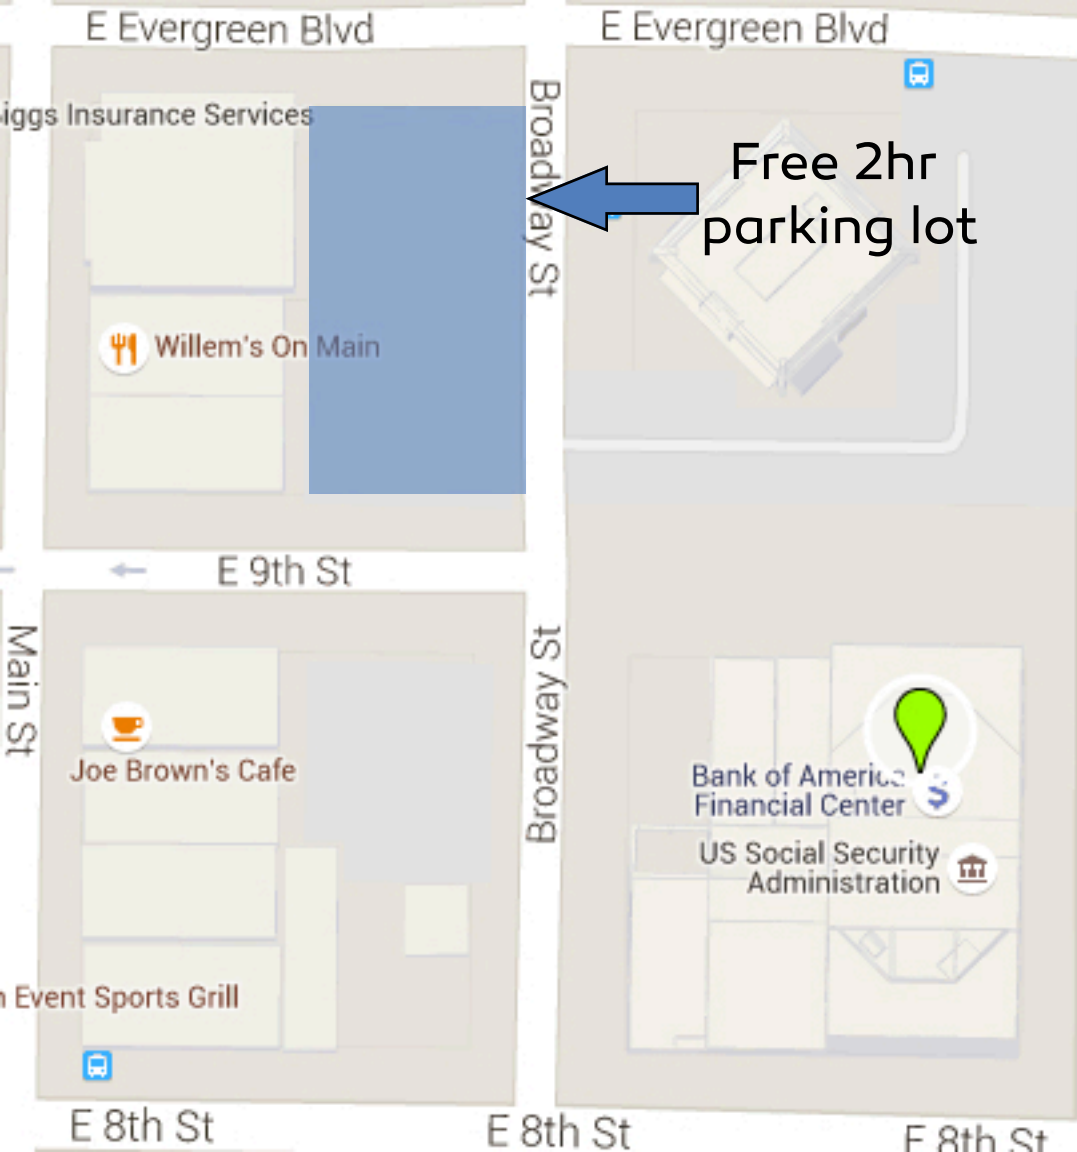 E Evergreen Blvd
E Evergreen Blvd
iggs Insurance Services
Broadway St
Free 2hr
parking lot
Willem's On Main
E 9th St
Main St
Broadway St
Joe Brown's Cafe
Bank of America
Financial Center
$
US Social Security
Administration
n Event Sports Grill
E 8th St
E 8th St
E 8th St